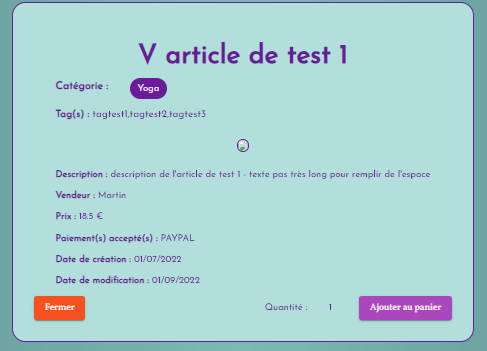 V article de test 1
Catégorie : Yoga
Tag(s) : tagtest1,tagtest2,tagtest3
Description : description de l'article de test 1 - texte pas très long pour remplir de l'espace
Vendeur : Martin
Prix : 18.5 €
Paiement(s) accepté(s) : PAYPAL
Date de création : 01/07/2022
Date de modification : 01/09/2022
Fermer Quantité : 1 Ajouter au panier